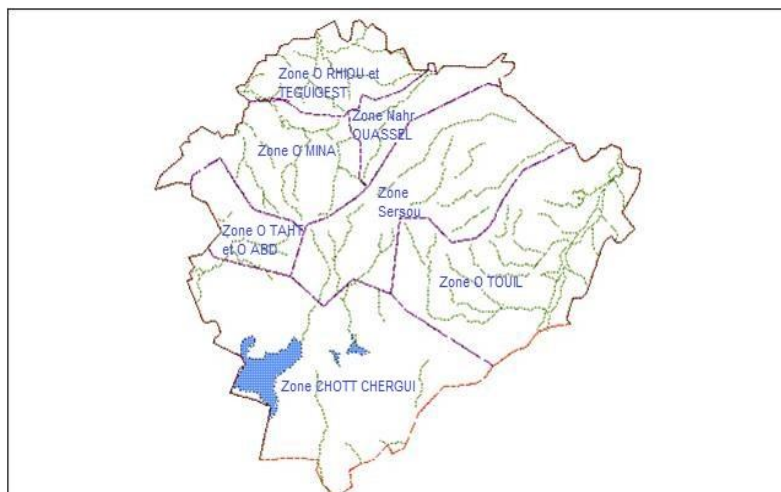 Zone O RHIOU et
TEGUIGEST
Zone Nahr
OUASSEL
Zone O MINA
Zone
Sersou
Zone O TAHT
et O ABD
Zone O TOUIL
Zone CHOTT CHERGUI